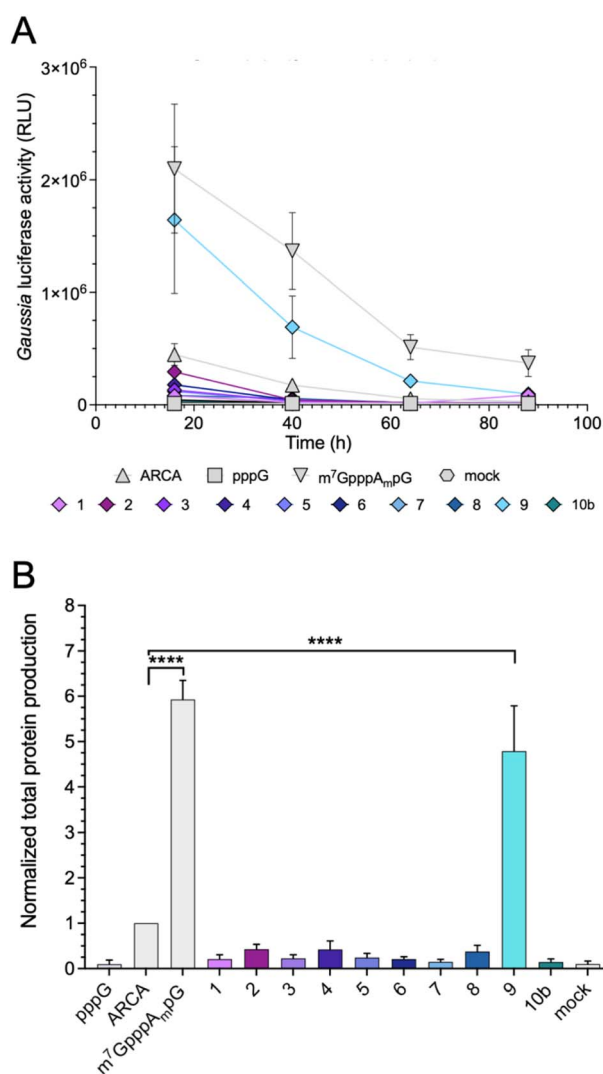 A
Gaussia luciferase activity (RLU)
3×10⁶
2×10⁶
1×10⁶
0
0 20 40 60 80 100
Time (h)
ARCA pppG m⁷GpppAₘpG mock
1 2 3 4 5 6 7 8 9 10b
B
Normalized total protein production
8
7
6
5
4
3
2
1
0
****
****
pppG ARCA m⁷GpppAₘpG 1 2 3 4 5 6 7 8 9 10b mock